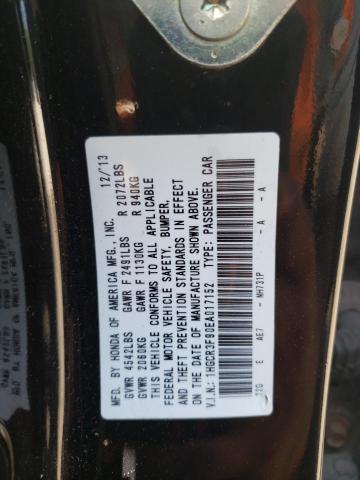 MFD. BY HONDA OF AMERICA MFG., INC. 12/13
GVWR 4542LBS GAWR F 2491LBS R 2072LBS
GVWR 2060KG GAWR F 1130KG R 940KG
THIS VEHICLE CONFORMS TO ALL APPLICABLE
FEDERAL MOTOR VEHICLE SAFETY, BUMPER,
THEFT PREVENTION STANDARDS IN EFFECT
ON THE DATE OF MANUFACTURE SHOWN ABOVE.
V.I.N.: 1HGCR3F80EA017152 TYPE: PASSENGER CAR
72G E AE7 - NH731P - A - A